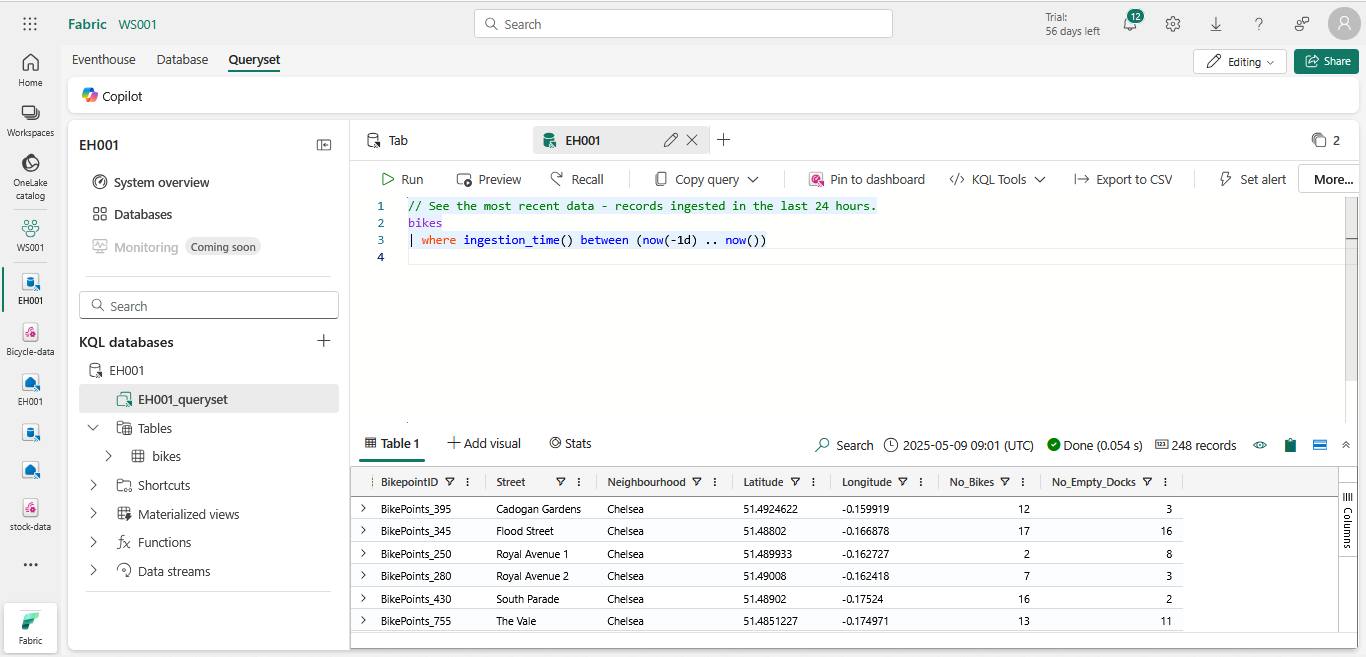 Fabric WS001
Search
Trial:
56 days left
12
Home
Workspaces
OneLake
catalog
WS001
EH001
Bicycle-data
EH001
stock-data
Fabric
Eventhouse Database Queryset
Editing
Share
Copilot
EH001
System overview
Databases
Monitoring Coming soon
Search
KQL databases
EH001
EH001_queryset
Tables
bikes
Shortcuts
Materialized views
Functions
Data streams
Tab
EH001
2
Run Preview Recall Copy query Pin to dashboard KQL Tools Export to CSV Set alert More...
1 // See the most recent data - records ingested in the last 24 hours.
2 bikes
3 | where ingestion_time() between (now(-1d) .. now())
4
Table 1 Add visual Stats
Search 2025-05-09 09:01 (UTC) Done (0.054 s) 248 records
BikepointID Street Neighbourhood Latitude Longitude No_Bikes No_Empty_Docks
BikePoints_395 Cadogan Gardens Chelsea 51.4924622 -0.159919 12 3
BikePoints_345 Flood Street Chelsea 51.48802 -0.166878 17 16
BikePoints_250 Royal Avenue 1 Chelsea 51.489933 -0.162727 2 8
BikePoints_280 Royal Avenue 2 Chelsea 51.49008 -0.162418 7 3
BikePoints_430 South Parade Chelsea 51.48902 -0.17524 16 2
BikePoints_755 The Vale Chelsea 51.4851227 -0.174971 13 11
Columns